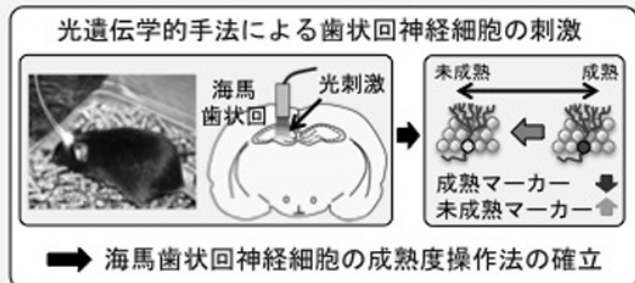 光遺伝学的手法による歯状回神経細胞の刺激
海馬
歯状回
光刺激
未成熟
成熟
成熟マーカー
未成熟マーカー
海馬歯状回神経細胞の成熟度操作法の確立